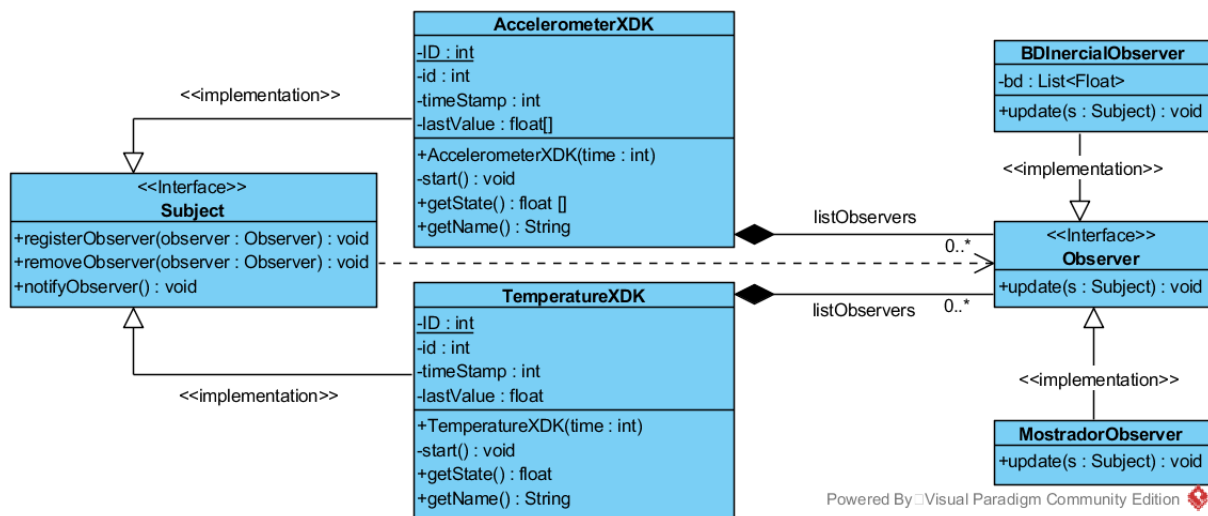 AccelerometerXDK
-ID : int
-id : int
-timeStamp : int
-lastValue : float[]
+AccelerometerXDK(time : int)
-start() : void
+getState() : float []
+getName() : String
<<implementation>>
<<Interface>>
Subject
+registerObserver(observer : Observer) : void
+removeObserver(observer : Observer) : void
+notifyObserver() : void
<<implementation>>
TemperatureXDK
-ID : int
-id : int
-timeStamp : int
-lastValue : float
+TemperatureXDK(time : int)
-start() : void
+getState() : float
+getName() : String
listObservers
0..*
listObservers
0..*
BDInercialObserver
-bd : List<Float>
+update(s : Subject) : void
<<implementation>>
<<Interface>>
Observer
+update(s : Subject) : void
<<implementation>>
MostradorObserver
+update(s : Subject) : void
Powered By Visual Paradigm Community Edition